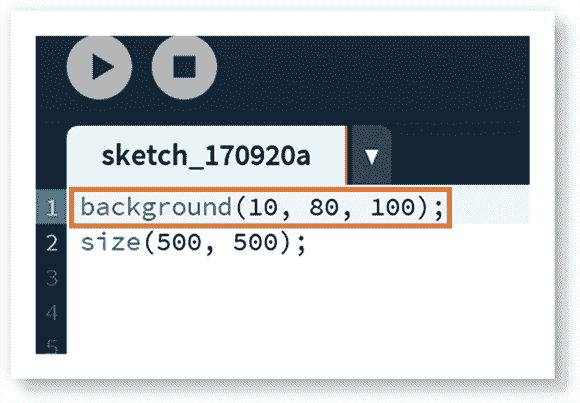 sketch_170920a
1 background(10, 80, 100);
2 size(500, 500);
3
4
5